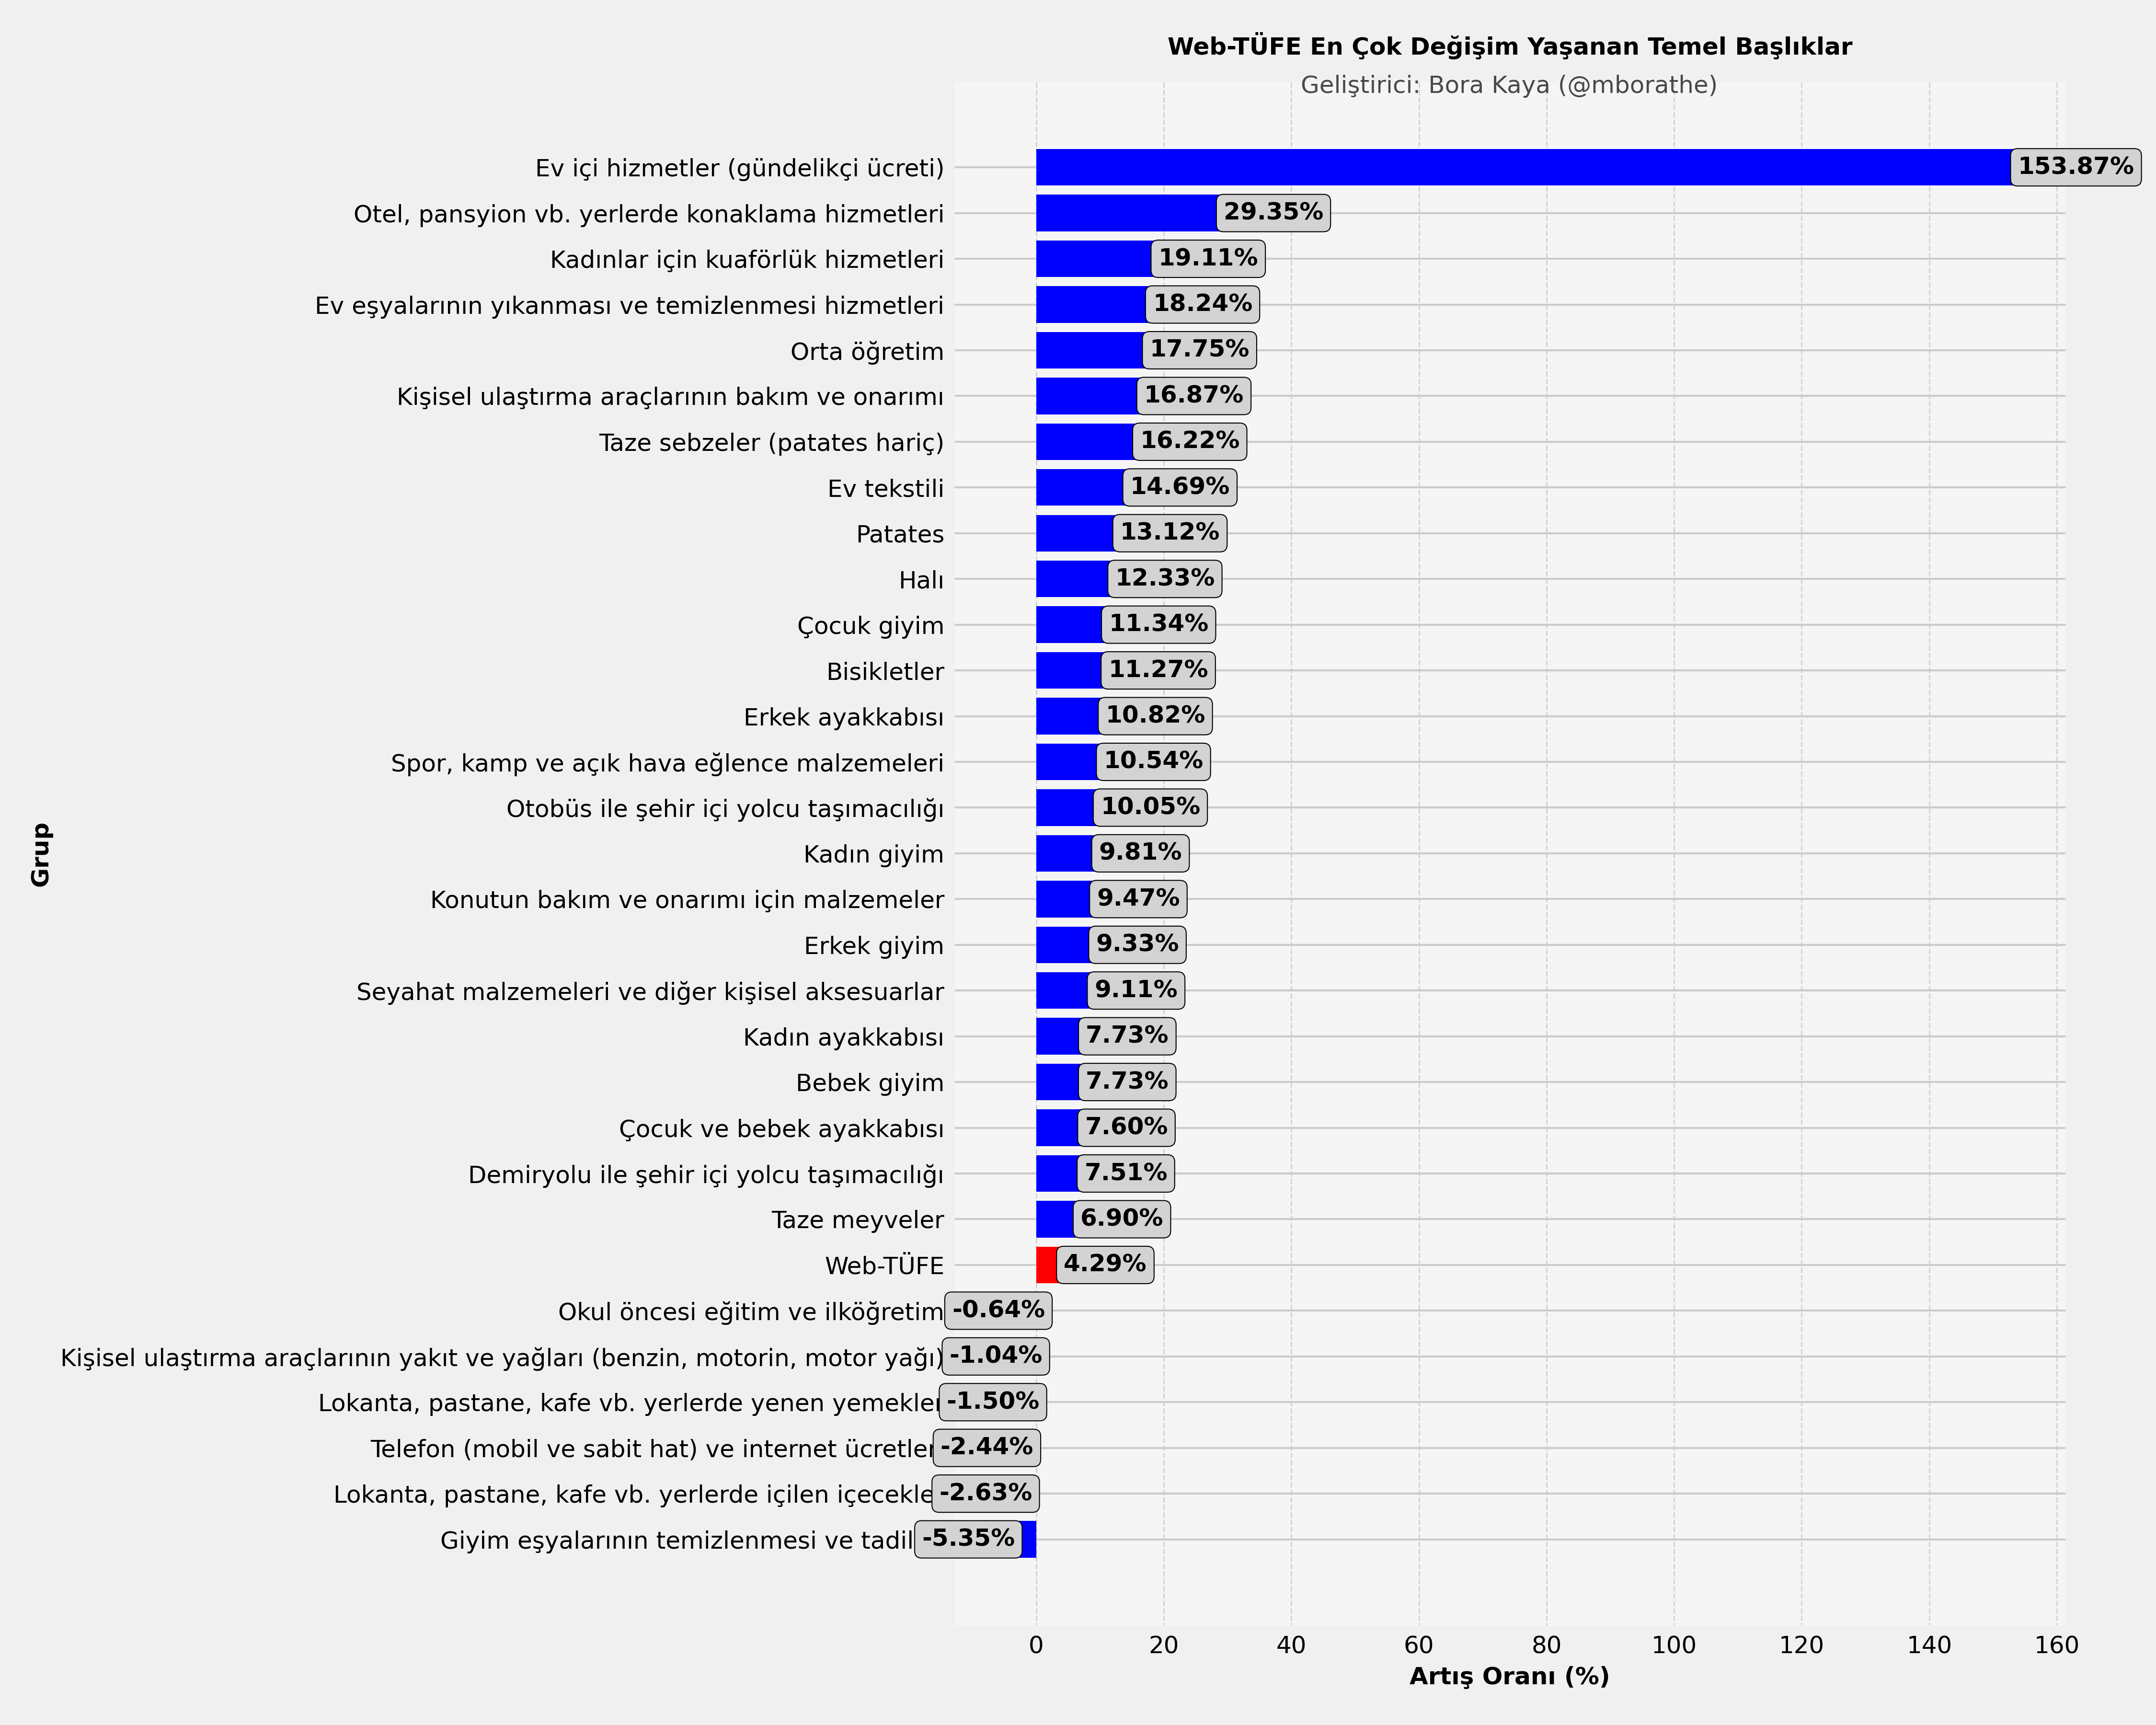 Web-TÜFE En Çok Değişim Yaşanan Temel Başlıklar
Geliştirici: Bora Kaya (@mborathe)
Ev içi hizmetler (gündelikçi ücreti) 153.87%
Otel, pansyion vb. yerlerde konaklama hizmetleri 29.35%
Kadınlar için kuaförlük hizmetleri 19.11%
Ev eşyalarının yıkanması ve temizlenmesi hizmetleri 18.24%
Orta öğretim 17.75%
Kişisel ulaştırma araçlarının bakım ve onarımı 16.87%
Taze sebzeler (patates hariç) 16.22%
Ev tekstili 14.69%
Patates 13.12%
Halı 12.33%
Çocuk giyim 11.34%
Bisikletler 11.27%
Erkek ayakkabısı 10.82%
Spor, kamp ve açık hava eğlence malzemeleri 10.54%
Otobüs ile şehir içi yolcu taşımacılığı 10.05%
Kadın giyim 9.81%
Konutun bakım ve onarımı için malzemeler 9.47%
Erkek giyim 9.33%
Seyahat malzemeleri ve diğer kişisel aksesuarlar 9.11%
Kadın ayakkabısı 7.73%
Bebek giyim 7.73%
Çocuk ve bebek ayakkabısı 7.60%
Demiryolu ile şehir içi yolcu taşımacılığı 7.51%
Taze meyveler 6.90%
Web-TÜFE 4.29%
Okul öncesi eğitim ve ilköğretim -0.64%
Kişisel ulaştırma araçlarının yakıt ve yağları (benzin, motorin, motor yağı) -1.04%
Lokanta, pastane, kafe vb. yerlerde yenen yemekler -1.50%
Telefon (mobil ve sabit hat) ve internet -2.44%
Lokanta, pastane, kafe vb. yerlerde içilen -2.63%
Giyim eşyalarının temizlenmesi ve -5.35%
Grup
0 20 40 60 80 100 120 140 160
Artış Oranı (%)